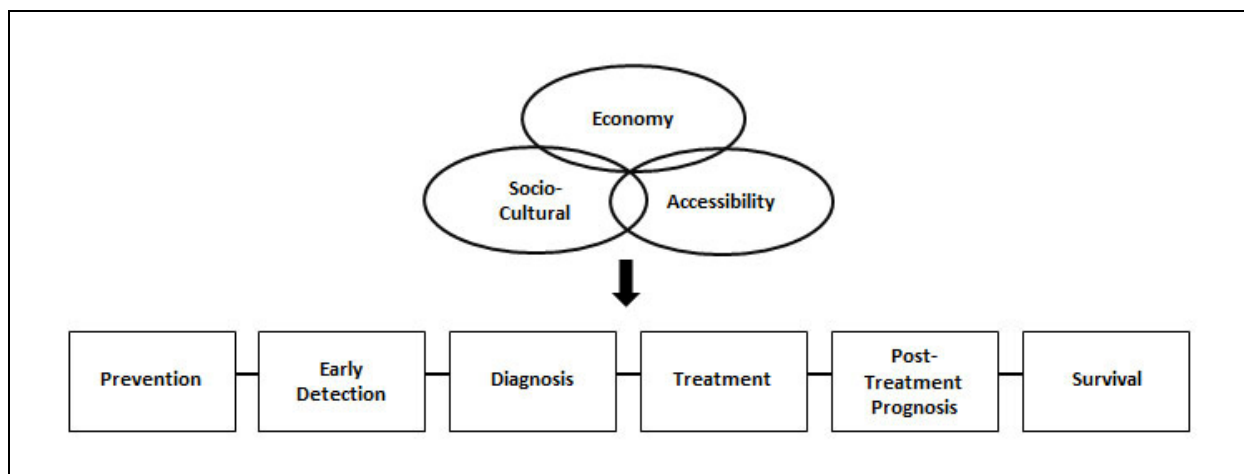 Economy
Socio-
Cultural
Accessibility
Prevention
Early
Detection
Diagnosis
Treatment
Post-
Treatment
Prognosis
Survival